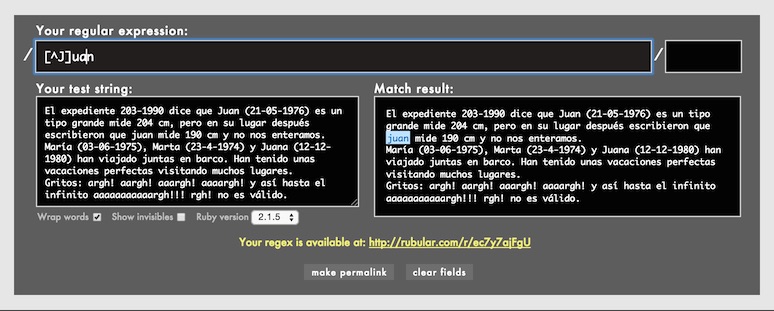 Your regular expression:
/ [^J]uan /
Your test string:
El expediente 203-1990 dice que Juan (21-05-1976) es un
tipo grande mide 204 cm, pero en su lugar después
escribieron que juan mide 190 cm y no nos enteramos.
María (03-06-1975), Marta (23-4-1974) y Juana (12-12-
1980) han viajado juntas en barco. Han tenido unas
vacaciones perfectas visitando muchos lugares.
Gritos: argh! aargh! aaargh! aaaargh! y así hasta el
infinito aaaaaaaaaargh!!! rgh! no es válido.
Wrap words Show invisibles Ruby version 2.1.5
Match result:
El expediente 203-1990 dice que Juan (21-05-1976) es un tipo
grande mide 204 cm, pero en su lugar después escribieron que
juan mide 190 cm y no nos enteramos.
María (03-06-1975), Marta (23-4-1974) y Juana (12-12-1980) han
viajado juntas en barco. Han tenido unas vacaciones perfectas
visitando muchos lugares.
Gritos: argh! aargh! aaargh! aaaargh! y así hasta el infinito
aaaaaaaaaargh!!! rgh! no es válido.
Your regex is available at: http://rubular.com/r/ec7y7ajFgU
make permalink clear fields